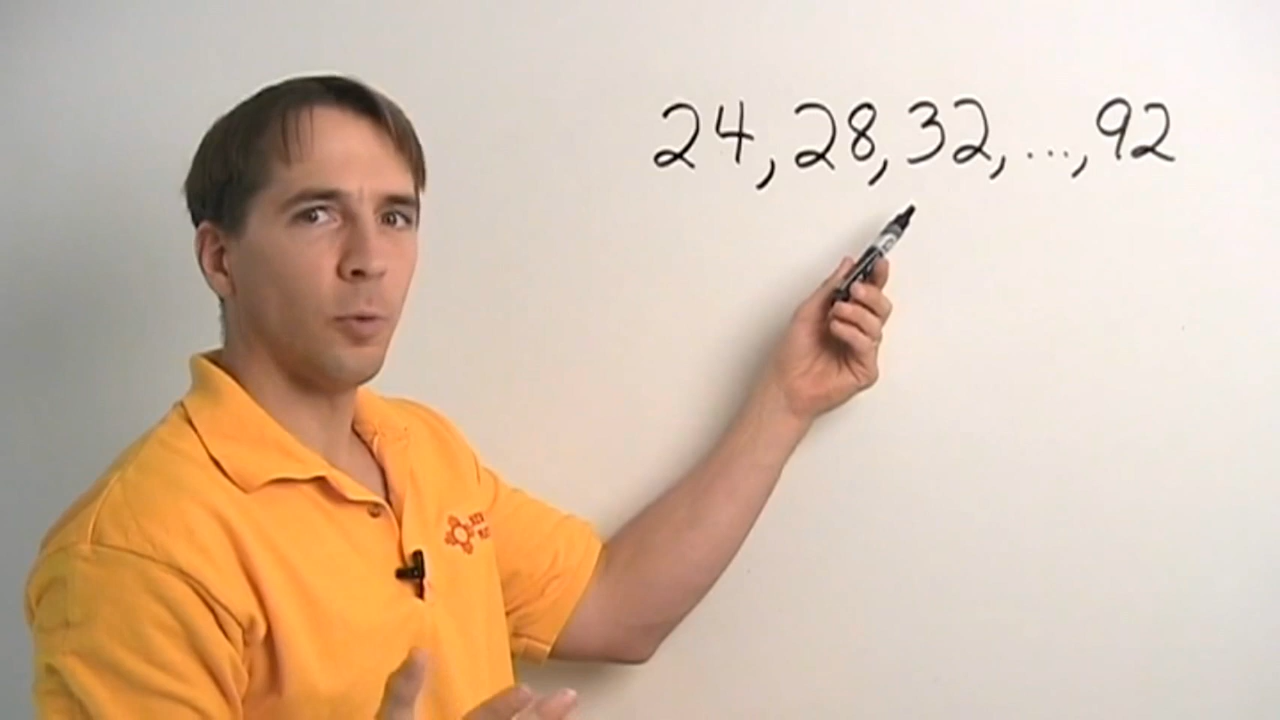 24, 28, 32, ..., 92